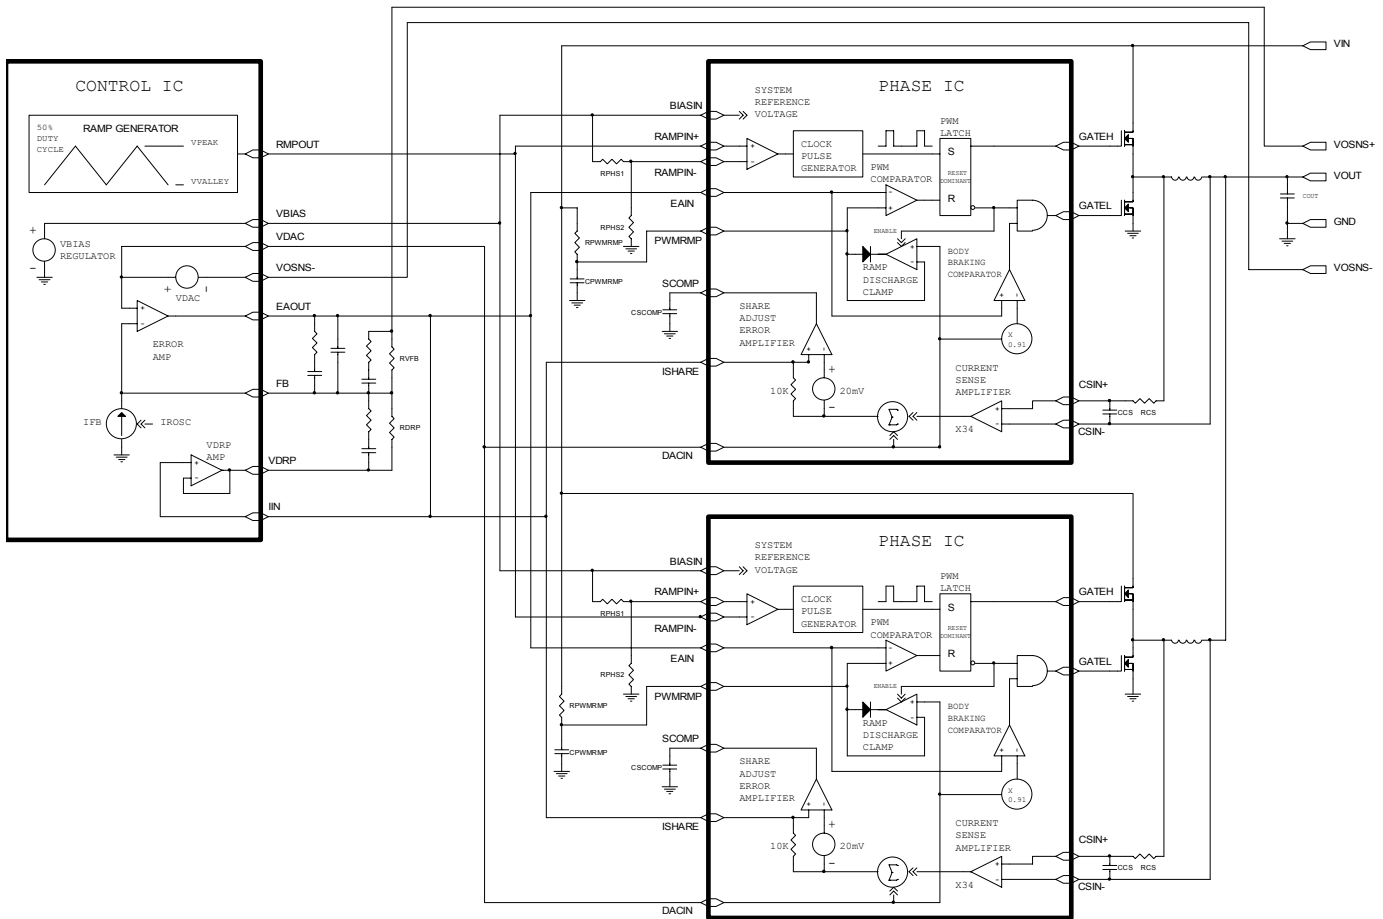 CONTROL IC
50%
DUTY
CYCLE
RAMP GENERATOR
VPEAK
VVALLEY
RMPOUT
VBIAS
VDAC
VOSNS-
EAOUT
FB
VDRP
IIN
+
-
VBIAS
REGULATOR
+
-
VDAC
+
-
ERROR
AMP
IFB
IROSC
VDRP
AMP
+
-
RVFB
RDRP
VIN
VOSNS+
VOUT
COUT
GND
VOSNS-
PHASE IC
BIASIN
RAMPIN+
RAMPIN-
EAIN
PWMRMP
SCOMP
ISHARE
DACIN
RPHS1
RPHS2
RPWMRMP
CPWMRMP
CSCOMP
SYSTEM
REFERENCE
VOLTAGE
+
-
CLOCK
PULSE
GENERATOR
PWM
LATCH
S
RESET
DOMINANT
R
PWM
COMPARATOR
-
+
ENABLE
+
-
RAMP
DISCHARGE
CLAMP
BODY
BRAKING
COMPARATOR
+
-
X
0.91
SHARE
ADJUST
ERROR
AMPLIFIER
+
-
10K
+
-
20mV
Σ
CURRENT
SENSE
AMPLIFIER
+
-
X34
GATEH
GATEL
CSIN+
CSIN-
CCS
RCS
PHASE IC
BIASIN
RAMPIN+
RAMPIN-
EAIN
PWMRMP
SCOMP
ISHARE
DACIN
RPHS1
RPHS2
RPWMRMP
CPWMRMP
CSCOMP
SYSTEM
REFERENCE
VOLTAGE
+
-
CLOCK
PULSE
GENERATOR
PWM
LATCH
S
RESET
DOMINANT
R
PWM
COMPARATOR
-
+
ENABLE
+
-
RAMP
DISCHARGE
CLAMP
BODY
BRAKING
COMPARATOR
+
-
X
0.91
SHARE
ADJUST
ERROR
AMPLIFIER
+
-
10K
+
-
20mV
Σ
CURRENT
SENSE
AMPLIFIER
+
-
X34
GATEH
GATEL
CSIN+
CSIN-
CCS
RCS